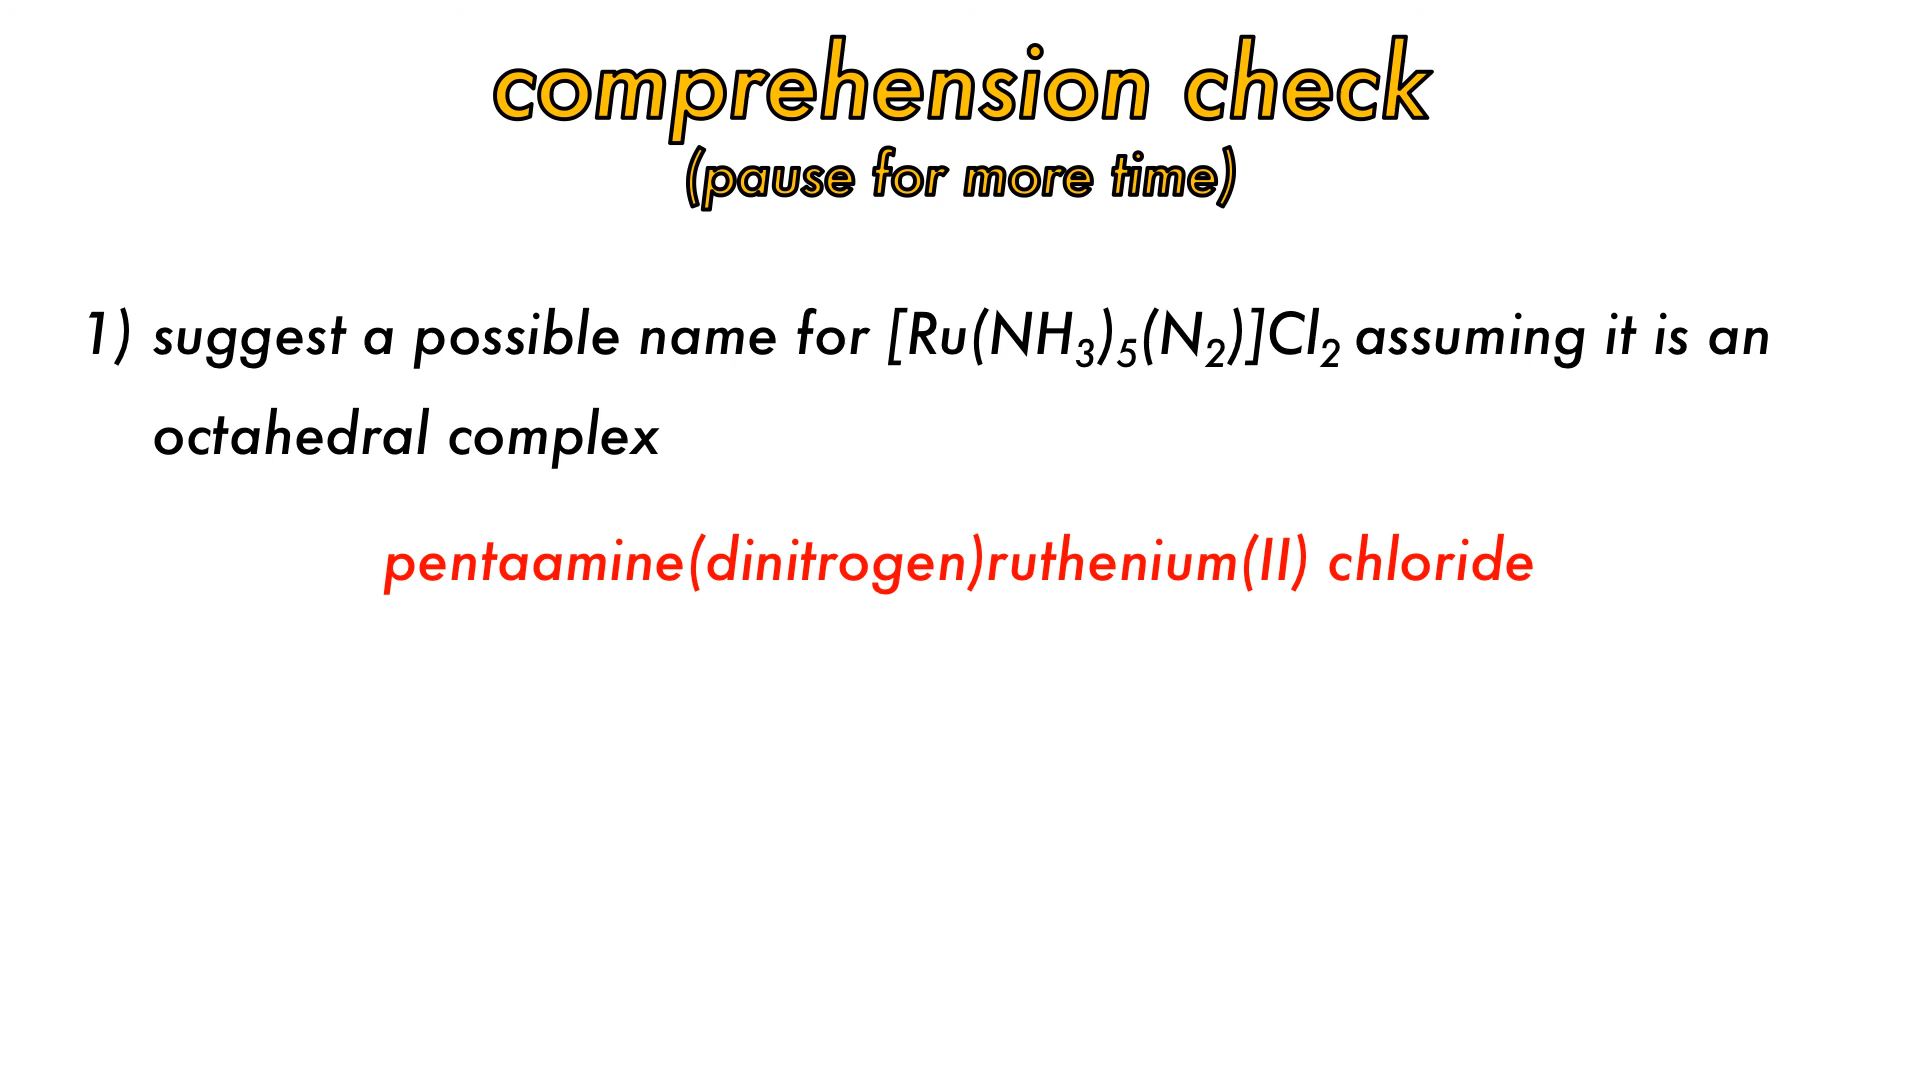 comprehension check
(pause for more time)
1) suggest a possible name for [Ru(NH₃)₅(N₂)]Cl₂ assuming it is an
octahedral complex
pentaamine(dinitrogen)ruthenium(II) chloride